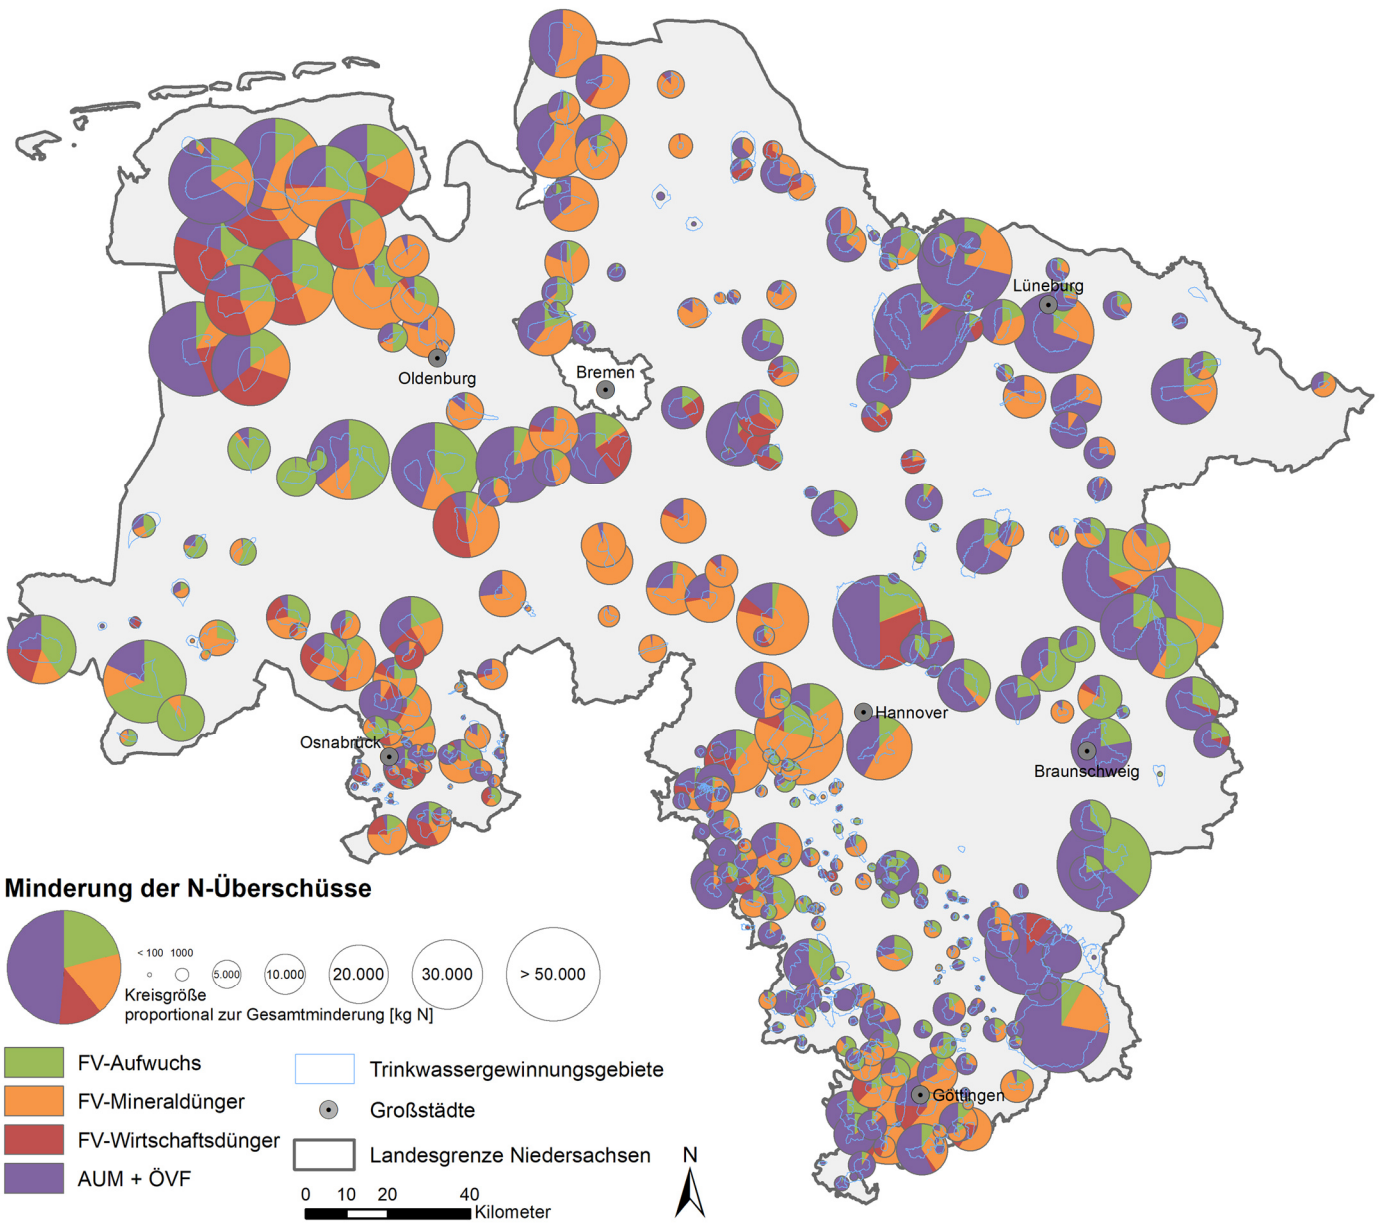 Lüneburg
Bremen
Oldenburg
Hannover
Osnabrück
Braunschweig
Göttingen
Minderung der N-Überschüsse
< 100 1000
5.000 10.000 20.000 30.000 > 50.000
Kreisgröße
proportional zur Gesamtminderung [kg N]
FV-Aufwuchs
FV-Mineraldünger
FV-Wirtschaftsdünger
AUM + ÖVF
Trinkwassergewinnungsgebiete
Großstädte
Landesgrenze Niedersachsen
0 10 20 40
Kilometer
N